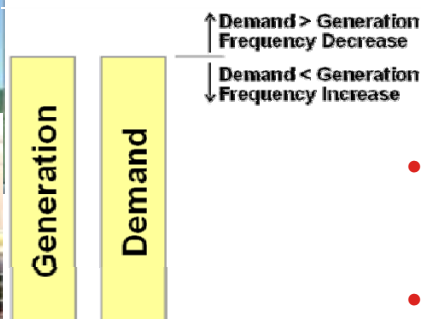 ↑Demand > Generation
Frequency Decrease
Demand < Generation
↓Frequency Increase
Generation
Demand